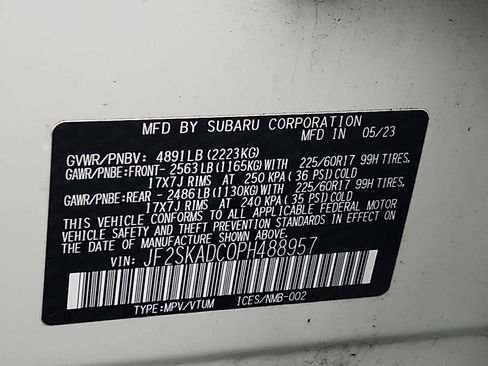 MFD BY SUBARU CORPORATION
IN JAPAN 05/23
GVWR/PNBV: 4891LB(2223KG)
GAWR/PNBE:FRONT- 2563LB(1165KG)WITH 225/60R17 99H TIRES,
17X7J RIMS AT 250 KPA( 36 PSI)COLD
GAWR/PNBE:REAR - 2486LB(1130KG)WITH 225/60R17 99H TIRES,
17X7J RIMS AT 240 KPA( 35 PSI)COLD
THIS VEHICLE CONFORMS TO ALL APPLICABLE FEDERAL MOTOR
VEHICLE SAFETY AND THEFT PREVENTION STANDARDS IN EFFECT ON
THE DATE OF MANUFACTURE SHOWN ABOVE.
VIN: JF2SKADC0PH488957
TYPE:MPV/VTUM ICES/NMB-002